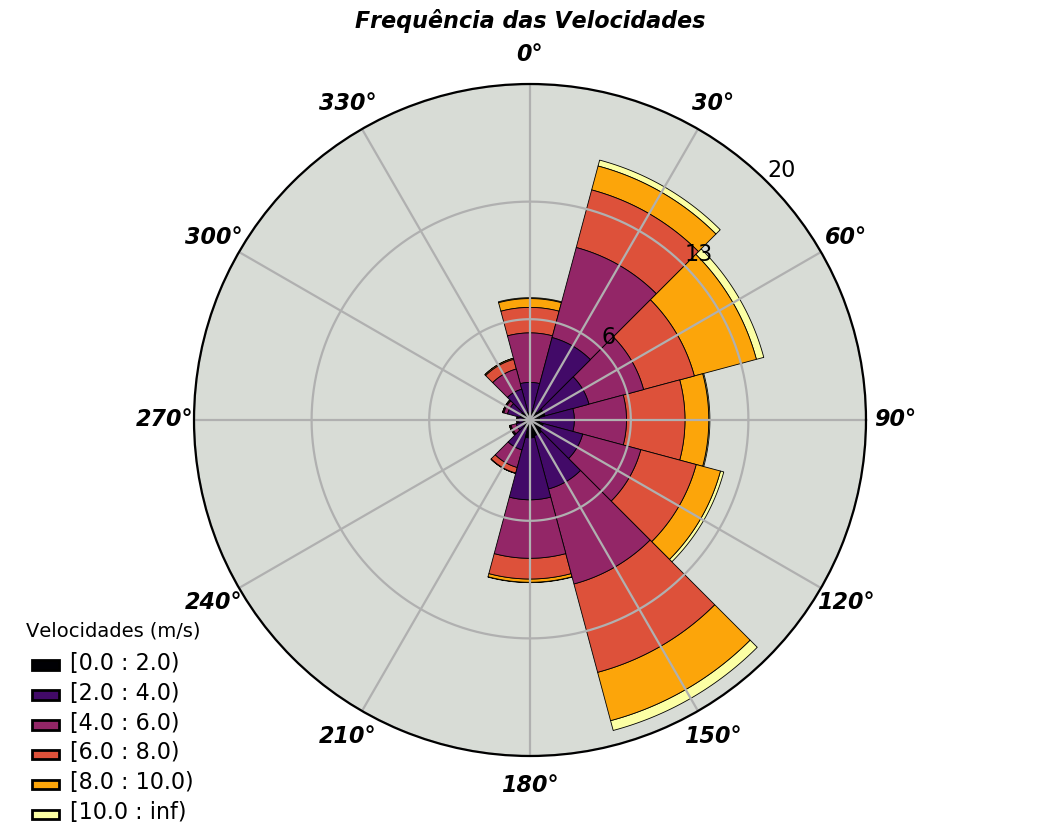 Frequência das Velocidades
0°
330°
30°
20
300°
60°
13
6
270°
90°
240°
120°
210°
150°
180°
Velocidades (m/s)
[0.0 : 2.0)
[2.0 : 4.0)
[4.0 : 6.0)
[6.0 : 8.0)
[8.0 : 10.0)
[10.0 : inf)